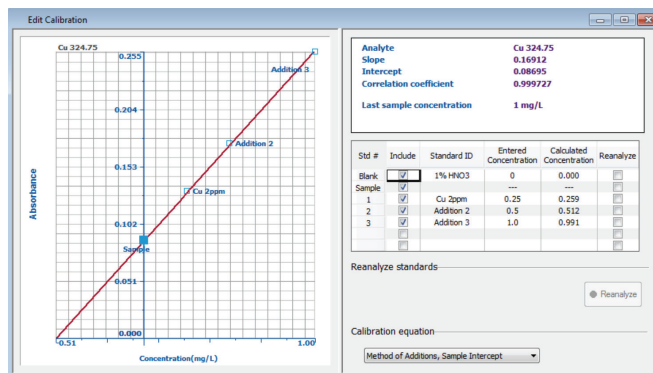 Edit Calibration
Cu 324.75
0.255
Addition 3
0.204
Addition 2
0.153
Cu 2ppm
0.102
Sample
0.051
0.000
-0.51
1.00
Absorbance
Concentration(mg/L)
Analyte Cu 324.75
Slope 0.16912
Intercept 0.08695
Correlation coefficient 0.999727
Last sample concentration 1 mg/L
Std # Include Standard ID Entered Concentration Calculated Concentration Reanalyze
Blank 1% HNO3 0 0.000
Sample --- ---
1 Cu 2ppm 0.25 0.259
2 Addition 2 0.5 0.512
3 Addition 3 1.0 0.991
Reanalyze standards
Reanalyze
Calibration equation
Method of Additions, Sample Intercept